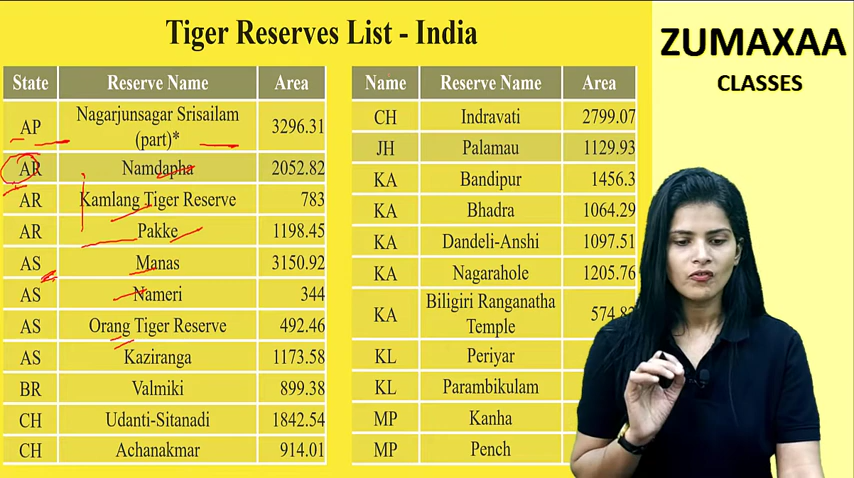 Tiger Reserves List - India
ZUMAXAA
CLASSES
State Reserve Name Area
AP Nagarjunsagar Srisailam (part)* 3296.31
AR Namdapha 2052.82
AR Kamlang Tiger Reserve 783
AR Pakke 1198.45
AS Manas 3150.92
AS Nameri 344
AS Orang Tiger Reserve 492.46
AS Kaziranga 1173.58
BR Valmiki 899.38
CH Udanti-Sitanadi 1842.54
CH Achanakmar 914.01
Name Reserve Name Area
CH Indravati 2799.07
JH Palamau 1129.93
KA Bandipur 1456.3
KA Bhadra 1064.29
KA Dandeli-Anshi 1097.51
KA Nagarahole 1205.76
KA Biligiri Ranganatha Temple
KL Periyar
KL Parambikulam
MP Kanha
MP Pench